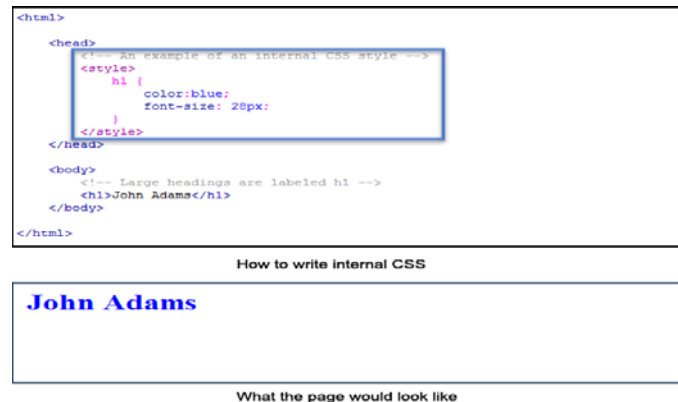 <html>
<head>
<!-- An example of an internal CSS style -->
<style>
h1 {
color:blue;
font-size: 28px;
}
</style>
</head>
<body>
<!-- Large headings are labeled h1 -->
<h1>John Adams</h1>
</body>
</html>
How to write internal CSS
John Adams
What the page would look like